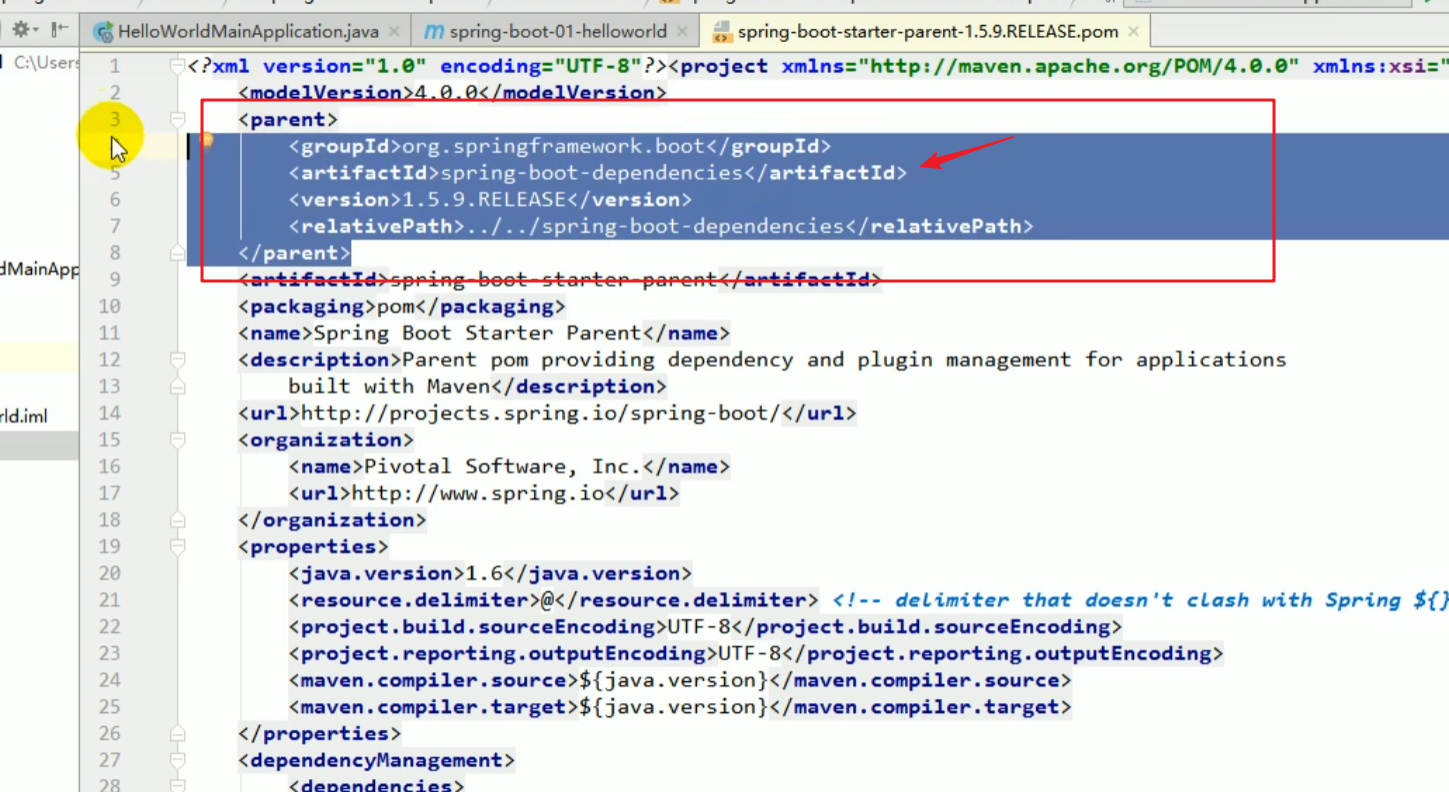 HelloWorldMainApplication.java
spring-boot-01-helloworld
spring-boot-starter-parent-1.5.9.RELEASE.pom
C:\Users
1 <?xml version="1.0" encoding="UTF-8"?><project xmlns="http://maven.apache.org/POM/4.0.0" xmlns:xsi="
2 <modelVersion>4.0.0</modelVersion>
3 <parent>
<groupId>org.springframework.boot</groupId>
5 <artifactId>spring-boot-dependencies</artifactId>
6 <version>1.5.9.RELEASE</version>
7 <relativePath>../../spring-boot-dependencies</relativePath>
8 </parent>
dMainApp
9 <artifactId>spring-boot-starter-parent</artifactId>
10 <packaging>pom</packaging>
11 <name>Spring Boot Starter Parent</name>
12 <description>Parent pom providing dependency and plugin management for applications
13 built with Maven</description>
rld.iml
14 <url>http://projects.spring.io/spring-boot/</url>
15 <organization>
16 <name>Pivotal Software, Inc.</name>
17 <url>http://www.spring.io</url>
18 </organization>
19 <properties>
20 <java.version>1.6</java.version>
21 <resource.delimiter>@</resource.delimiter> <!-- delimiter that doesn't clash with Spring ${}
22 <project.build.sourceEncoding>UTF-8</project.build.sourceEncoding>
23 <project.reporting.outputEncoding>UTF-8</project.reporting.outputEncoding>
24 <maven.compiler.source>${java.version}</maven.compiler.source>
25 <maven.compiler.target>${java.version}</maven.compiler.target>
26 </properties>
27 <dependencyManagement>
28 <dependencies>